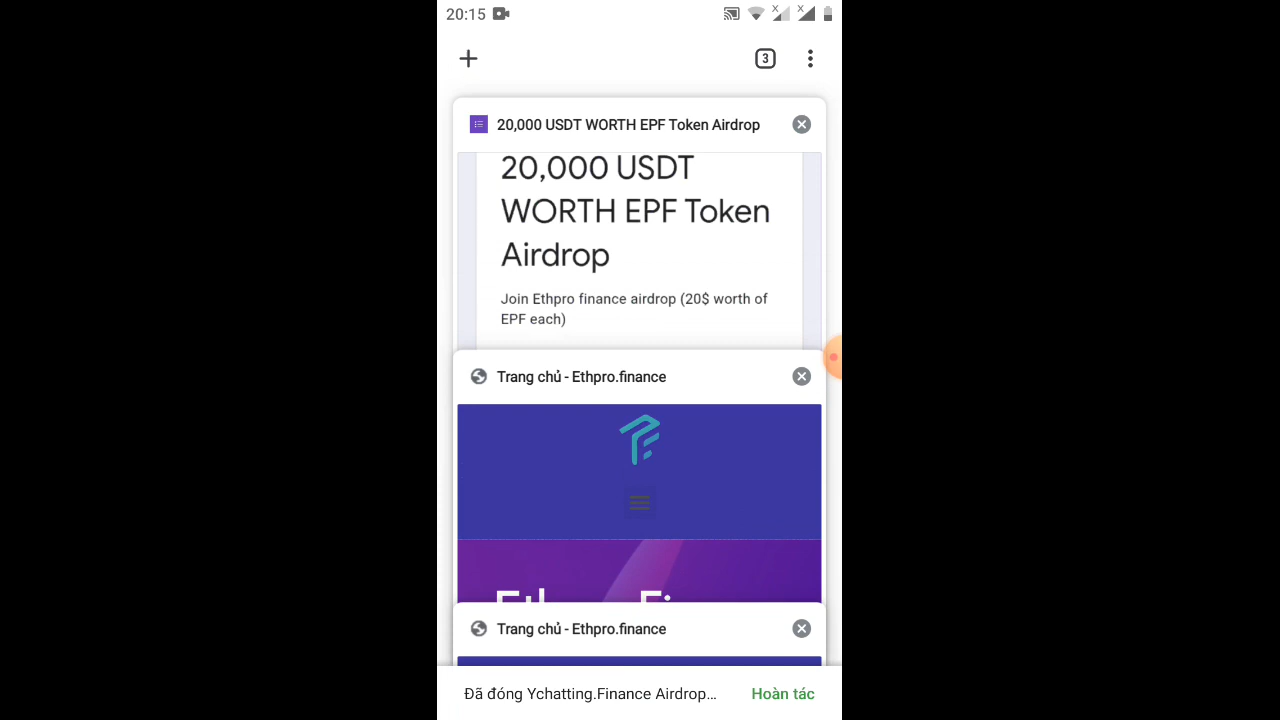 20:15
3
20,000 USDT WORTH EPF Token Airdrop
20,000 USDT
WORTH EPF Token
Airdrop
Join Ethpro finance airdrop (20$ worth of
EPF each)
Trang chủ - Ethpro.finance
Trang chủ - Ethpro.finance
Đã đóng Ychatting.Finance Airdrop… Hoàn tác